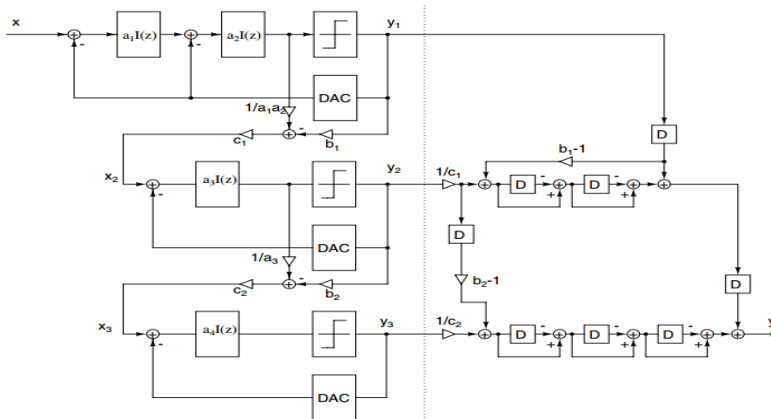 x
a₁I(z)
a₂I(z)
y₁
DAC
1/a₁a₂
c₁
b₁
D
b₁-1
x₂
a₃I(z)
y₂
1/c₁
D
D
DAC
D
1/a₃
c₂
b₂
b₂-1
D
x₃
a₄I(z)
y₃
1/c₂
D
D
D
y
DAC